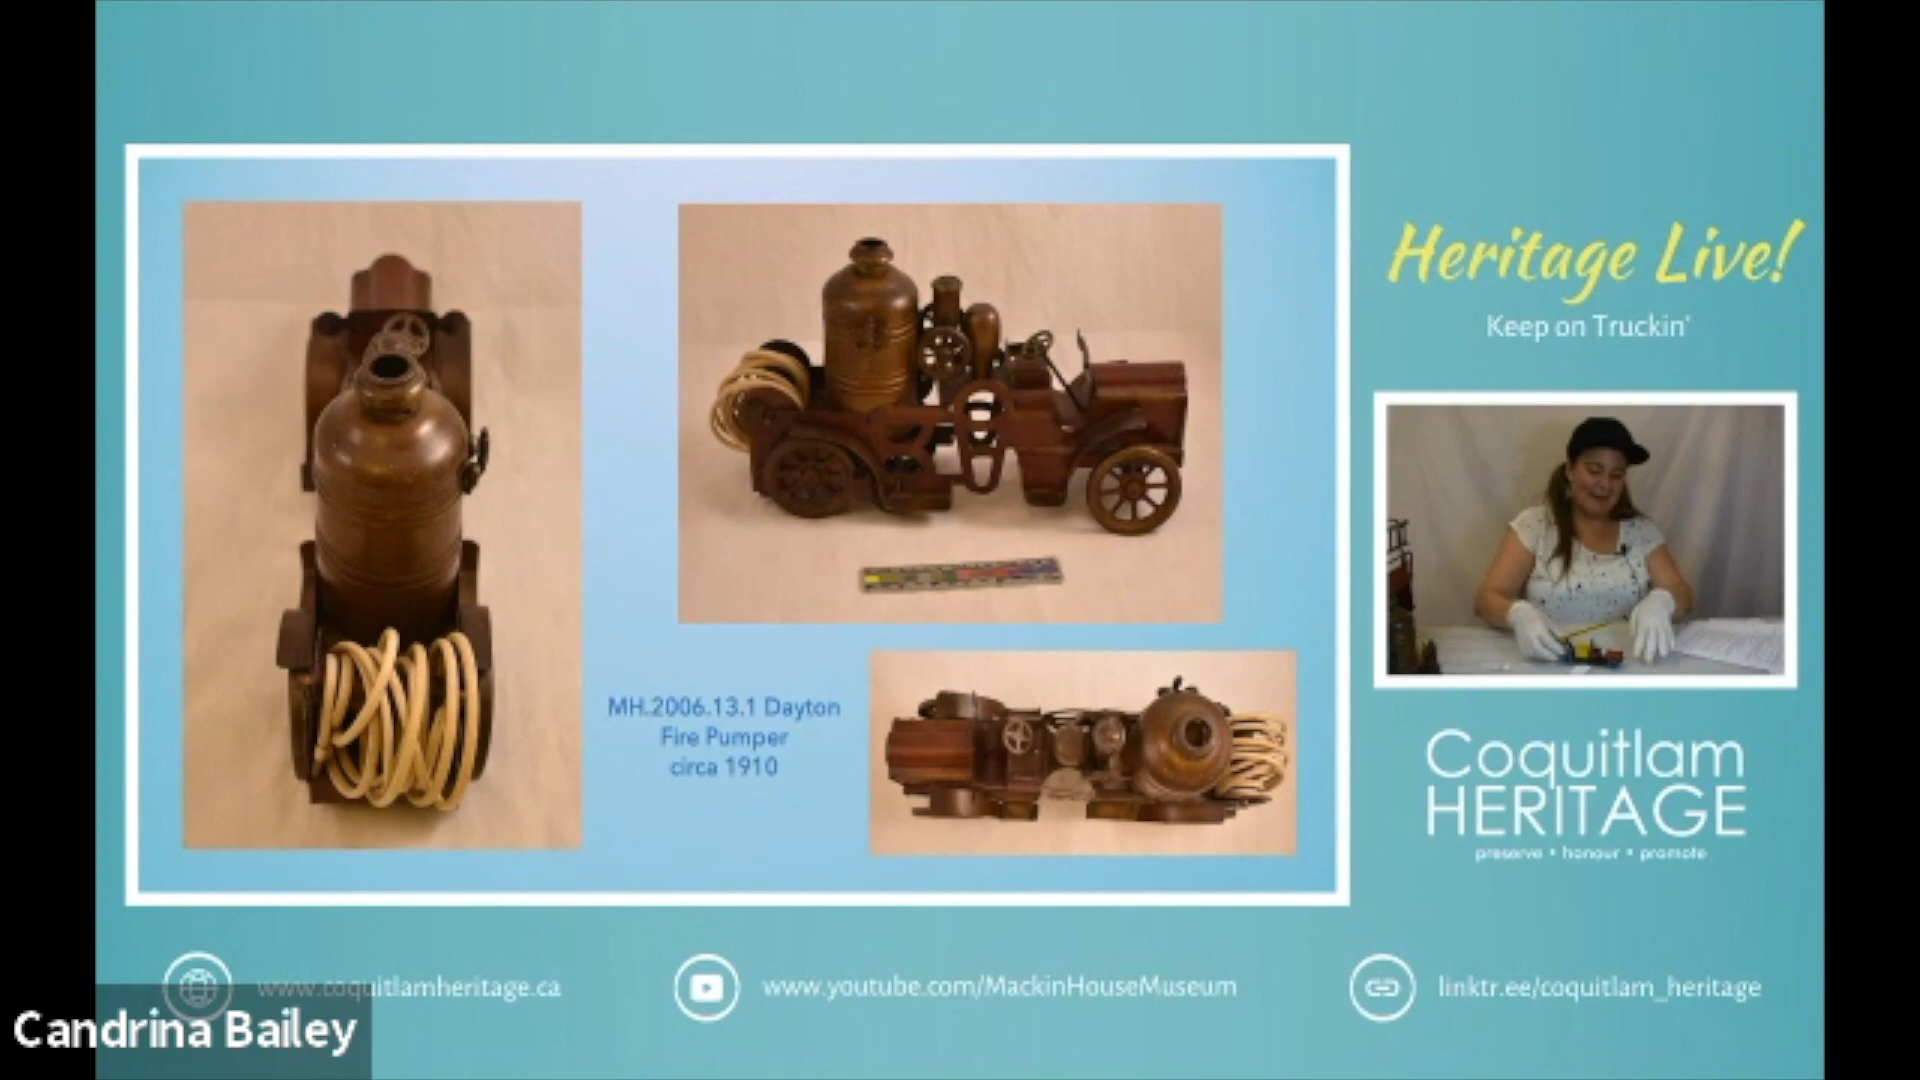 Heritage Live!
Keep on Truckin'
MH.2006.13.1 Dayton
Fire Pumper
circa 1910
Coquitlam
HERITAGE
preserve • honour • promote
www.coquitlamheritage.ca
www.youtube.com/MackinHouseMuseum
linktr.ee/coquitlam_heritage
Candrina Bailey